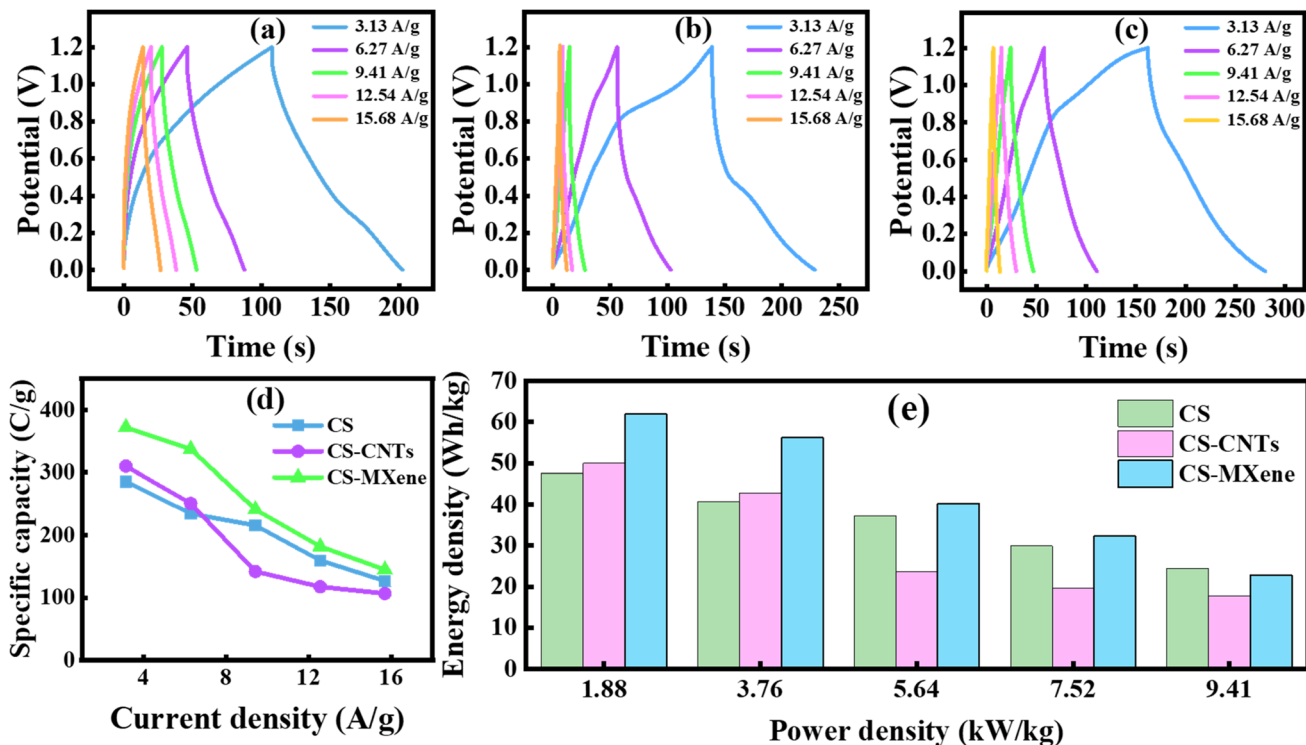 (a)
3.13 A/g
6.27 A/g
9.41 A/g
12.54 A/g
15.68 A/g
1.2
1.0
0.8
0.6
0.4
0.2
0.0
Potential (V)
0 50 100 150 200
Time (s)
(b)
3.13 A/g
6.27 A/g
9.41 A/g
12.54 A/g
15.68 A/g
1.2
1.0
0.8
0.6
0.4
0.2
0.0
Potential (V)
0 50 100 150 200 250
Time (s)
(c)
3.13 A/g
6.27 A/g
9.41 A/g
12.54 A/g
15.68 A/g
1.2
1.0
0.8
0.6
0.4
0.2
0.0
Potential (V)
0 50 100 150 200 250 300
Time (s)
(d)
CS
CS-CNTs
CS-MXene
400
300
200
100
0
Specific capacity (C/g)
4 8 12 16
Current density (A/g)
(e)
CS
CS-CNTs
CS-MXene
70
60
50
40
30
20
10
0
Energy density (Wh/kg)
1.88 3.76 5.64 7.52 9.41
Power density (kW/kg)